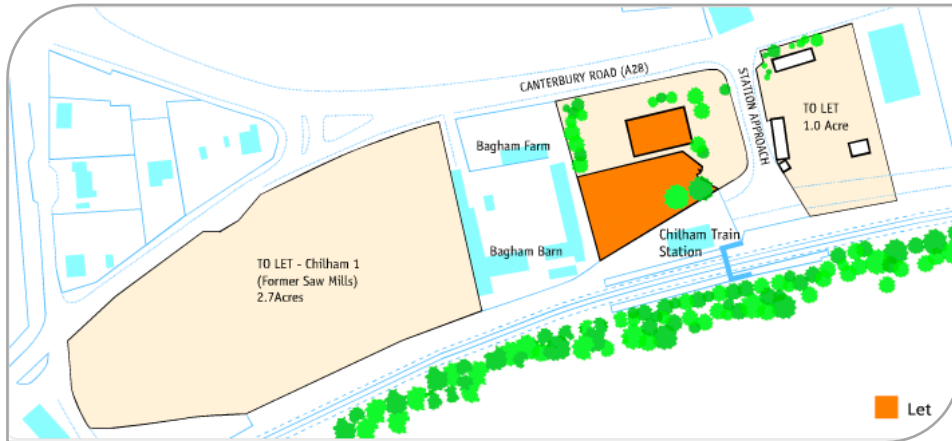 CANTERBURY ROAD (A28)
STATION APPROACH
TO LET
1.0 Acre
Bagham Farm
Bagham Barn
Chilham Train
Station
TO LET - Chilham 1
(Former Saw Mills)
2.7Acres
Let